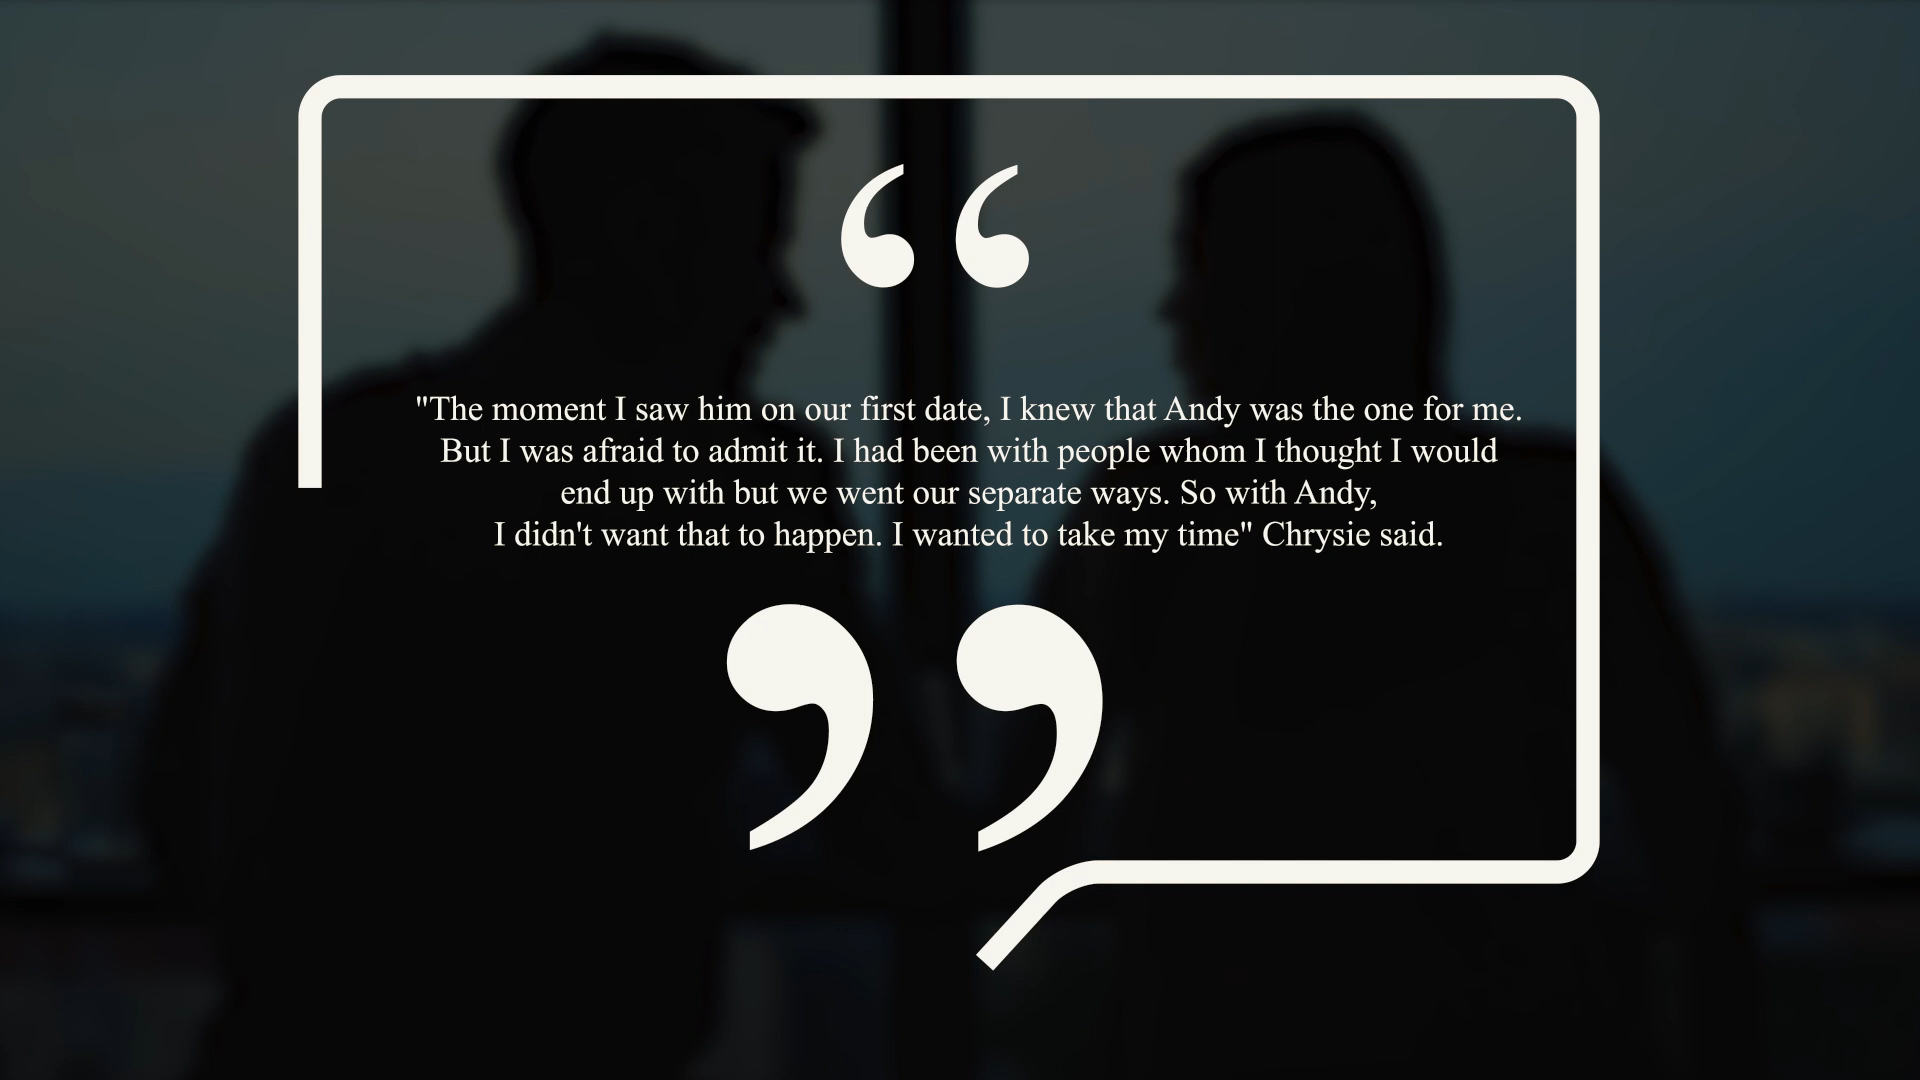 "The moment I saw him on our first date, I knew that Andy was the one for me.
But I was afraid to admit it. I had been with people whom I thought I would
end up with but we went our separate ways. So with Andy,
I didn't want that to happen. I wanted to take my time" Chrysie said.